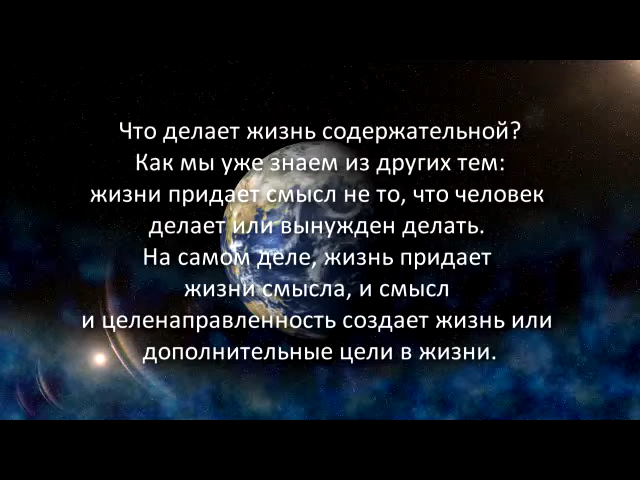 Что делает жизнь содержательной?
Как мы уже знаем из других тем:
жизни придает смысл не то, что человек
делает или вынужден делать.
На самом деле, жизнь придает
жизни смысла, и смысл
и целенаправленность создает жизнь или
дополнительные цели в жизни.